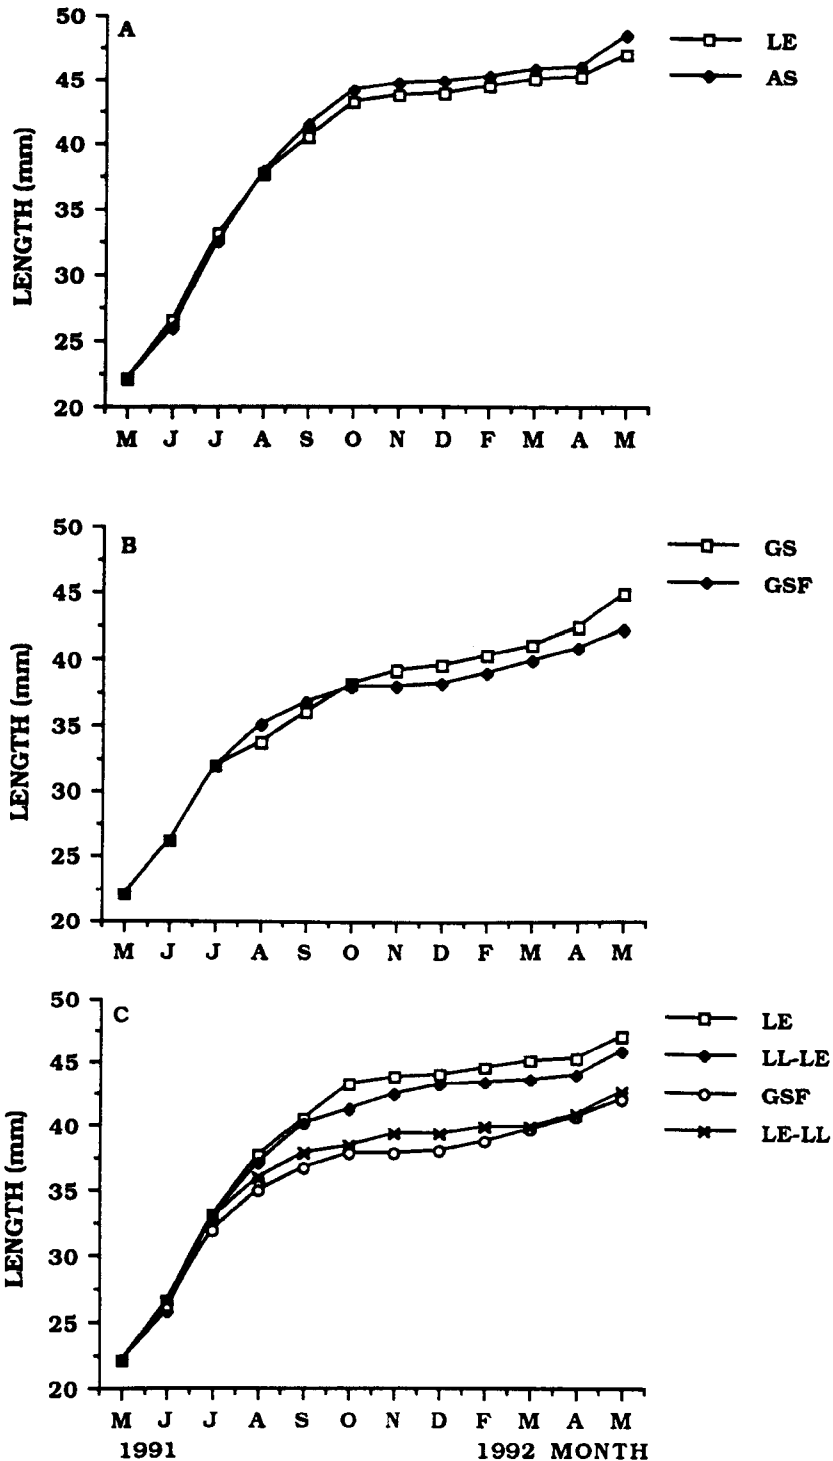 A
50
45
40
35
30
25
20
LENGTH (mm)
M J J A S O N D F M A M
LE
AS
B
50
45
40
35
30
25
20
LENGTH (mm)
M J J A S O N D F M A M
GS
GSF
C
50
45
40
35
30
25
20
LENGTH (mm)
M J J A S O N D F M A M
1991 1992 MONTH
LE
LL-LE
GSF
LE-LL